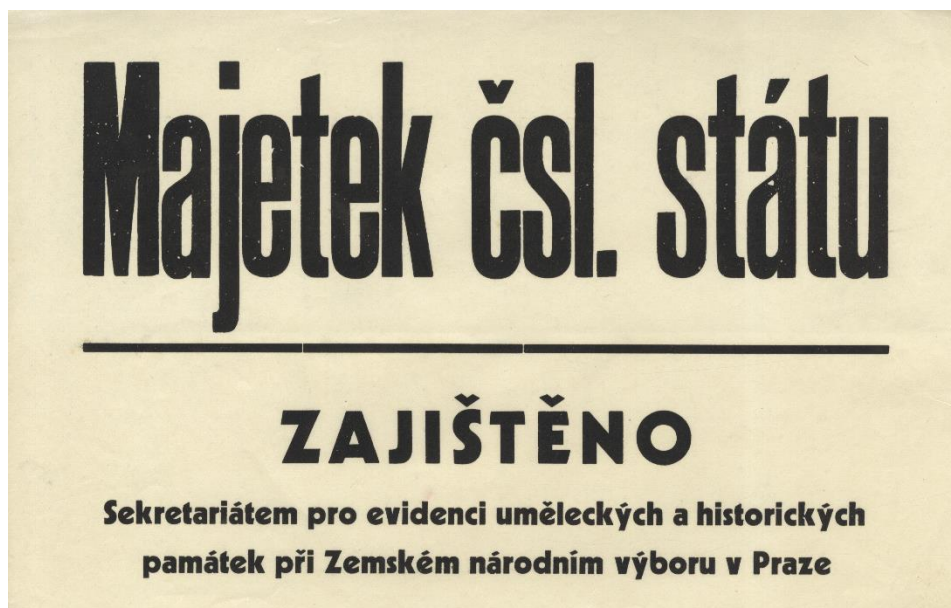 Majetek čsl. státu
ZAJIŠTĚNO
Sekretariátem pro evidenci uměleckých a historických
památek při Zemském národním výboru v Praze